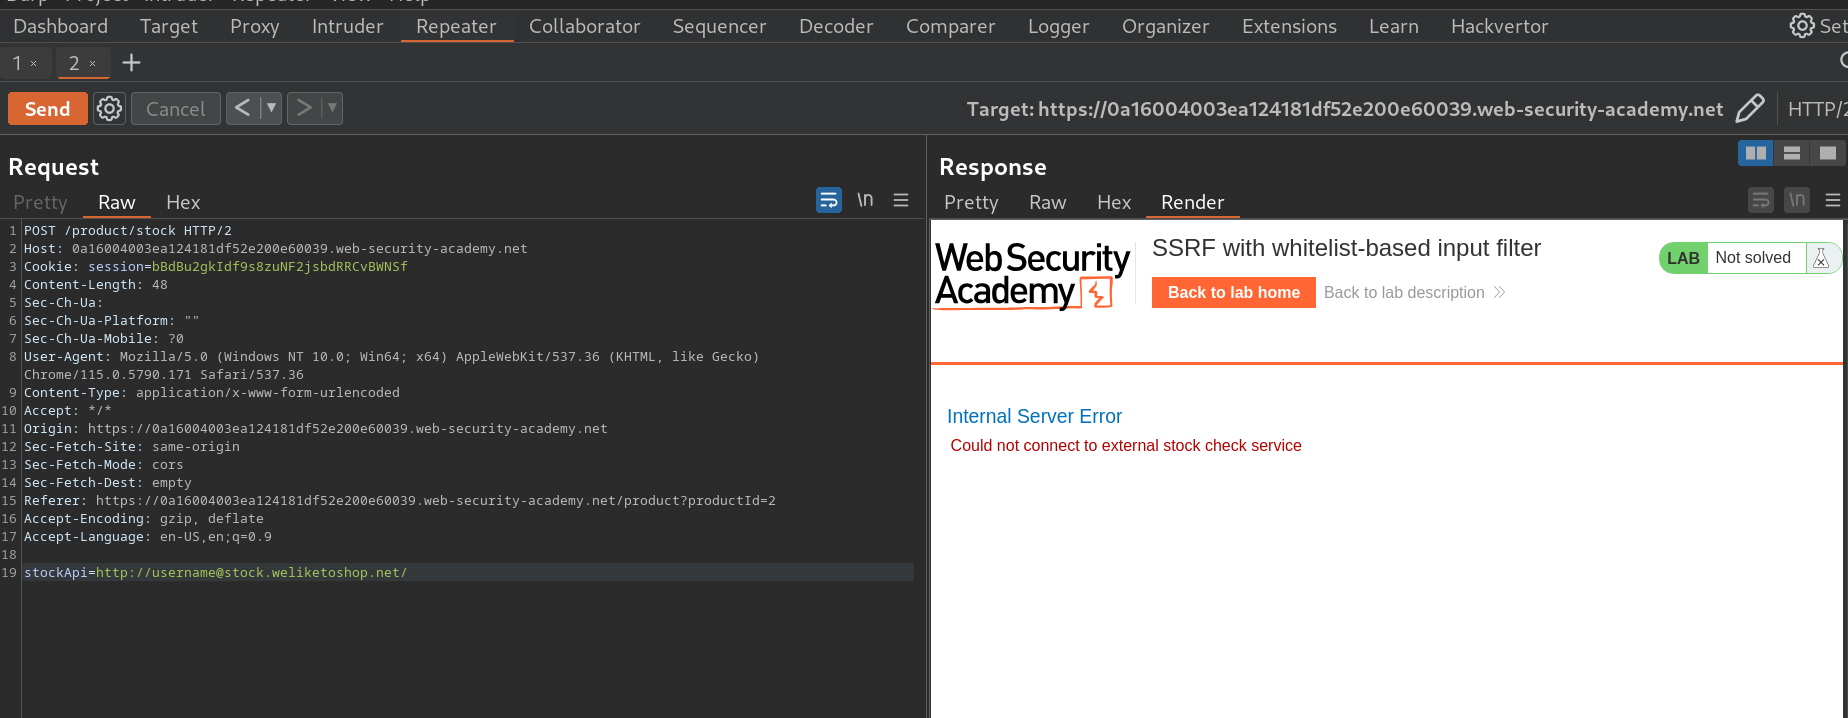 Dashboard Target Proxy Intruder Repeater Collaborator Sequencer Decoder Comparer Logger Organizer Extensions Learn Hackvertor
1 × 2 × +
Send Cancel < ▼ > ▼ Target: https://0a16004003ea124181df52e200e60039.web-security-academy.net
Request
Pretty Raw Hex \n
1 POST /product/stock HTTP/2
2 Host: 0a16004003ea124181df52e200e60039.web-security-academy.net
3 Cookie: session=bBdBu2gkIdf9s8zuNF2jsbdRRCvBWNSf
4 Content-Length: 48
5 Sec-Ch-Ua:
6 Sec-Ch-Ua-Platform: ""
7 Sec-Ch-Ua-Mobile: ?0
8 User-Agent: Mozilla/5.0 (Windows NT 10.0; Win64; x64) AppleWebKit/537.36 (KHTML, like Gecko)
Chrome/115.0.5790.171 Safari/537.36
9 Content-Type: application/x-www-form-urlencoded
10 Accept: */*
11 Origin: https://0a16004003ea124181df52e200e60039.web-security-academy.net
12 Sec-Fetch-Site: same-origin
13 Sec-Fetch-Mode: cors
14 Sec-Fetch-Dest: empty
15 Referer: https://0a16004003ea124181df52e200e60039.web-security-academy.net/product?productId=2
16 Accept-Encoding: gzip, deflate
17 Accept-Language: en-US,en;q=0.9
18
19 stockApi=http://username@stock.weliketoshop.net/
Response
Pretty Raw Hex Render \n
Web Security
Academy
SSRF with whitelist-based input filter
Back to lab home Back to lab description
LAB Not solved
Internal Server Error
Could not connect to external stock check service